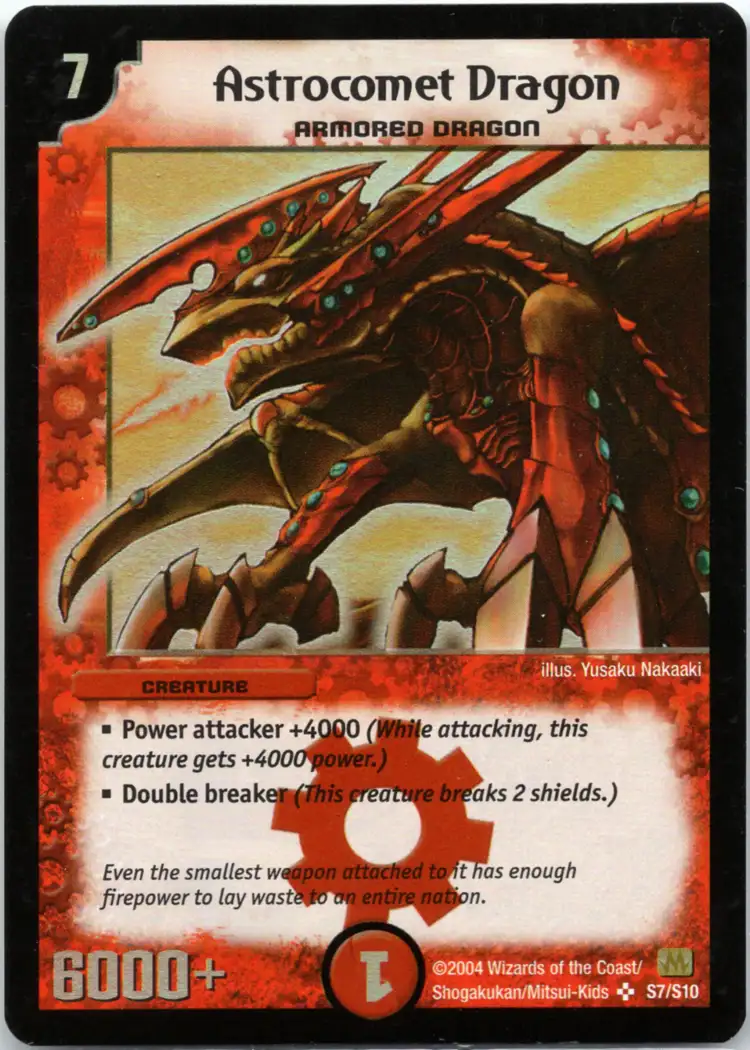 7
Astrocomet Dragon
ARMORED DRAGON
illus. Yusaku Nakaaki
CREATURE
▪ Power attacker +4000 (While attacking, this
creature gets +4000 power.)
▪ Double breaker (This creature breaks 2 shields.)
Even the smallest weapon attached to it has enough
firepower to lay waste to an entire nation.
6000+
1
©2004 Wizards of the Coast/
Shogakukan/Mitsui-Kids S7/S10